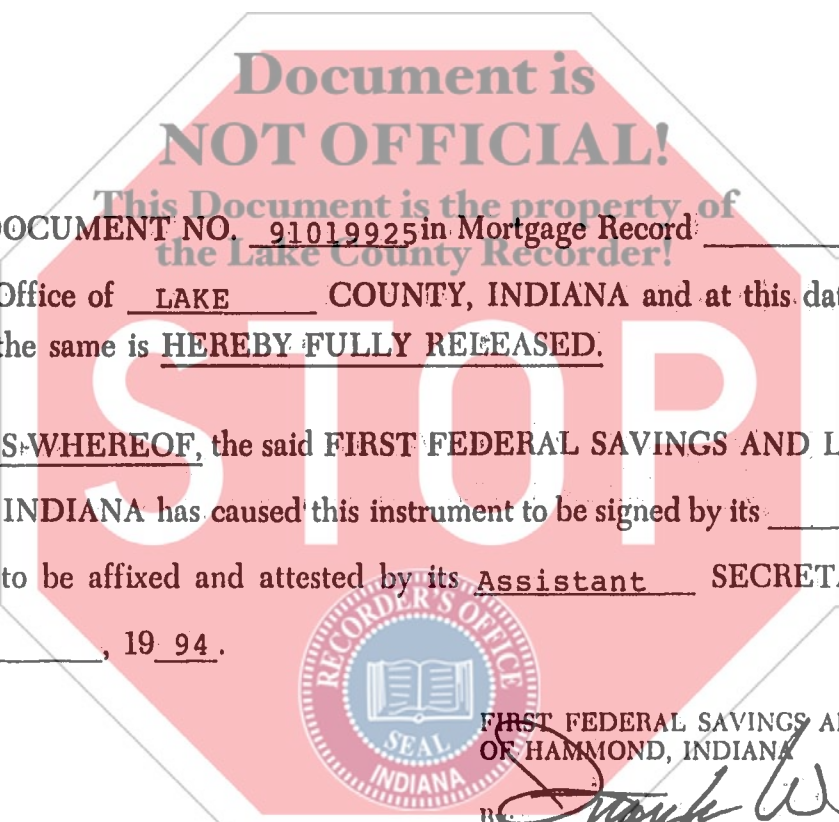 Document is
NOT OFFICIAL!
This Document is the property of
the Lake County Recorder!
STOP
DOCUMENT NO. 91019925 in Mortgage Record
Office of LAKE COUNTY, INDIANA and at this dat
the same is HEREBY FULLY RELEASED.
S WHEREOF, the said FIRST FEDERAL SAVINGS AND L
INDIANA has caused this instrument to be signed by its
to be affixed and attested by its Assistant SECRETA
, 19 94.
RECORDER'S OFFICE
SEAL
INDIANA
FIRST FEDERAL SAVINGS A
OF HAMMOND, INDIANA